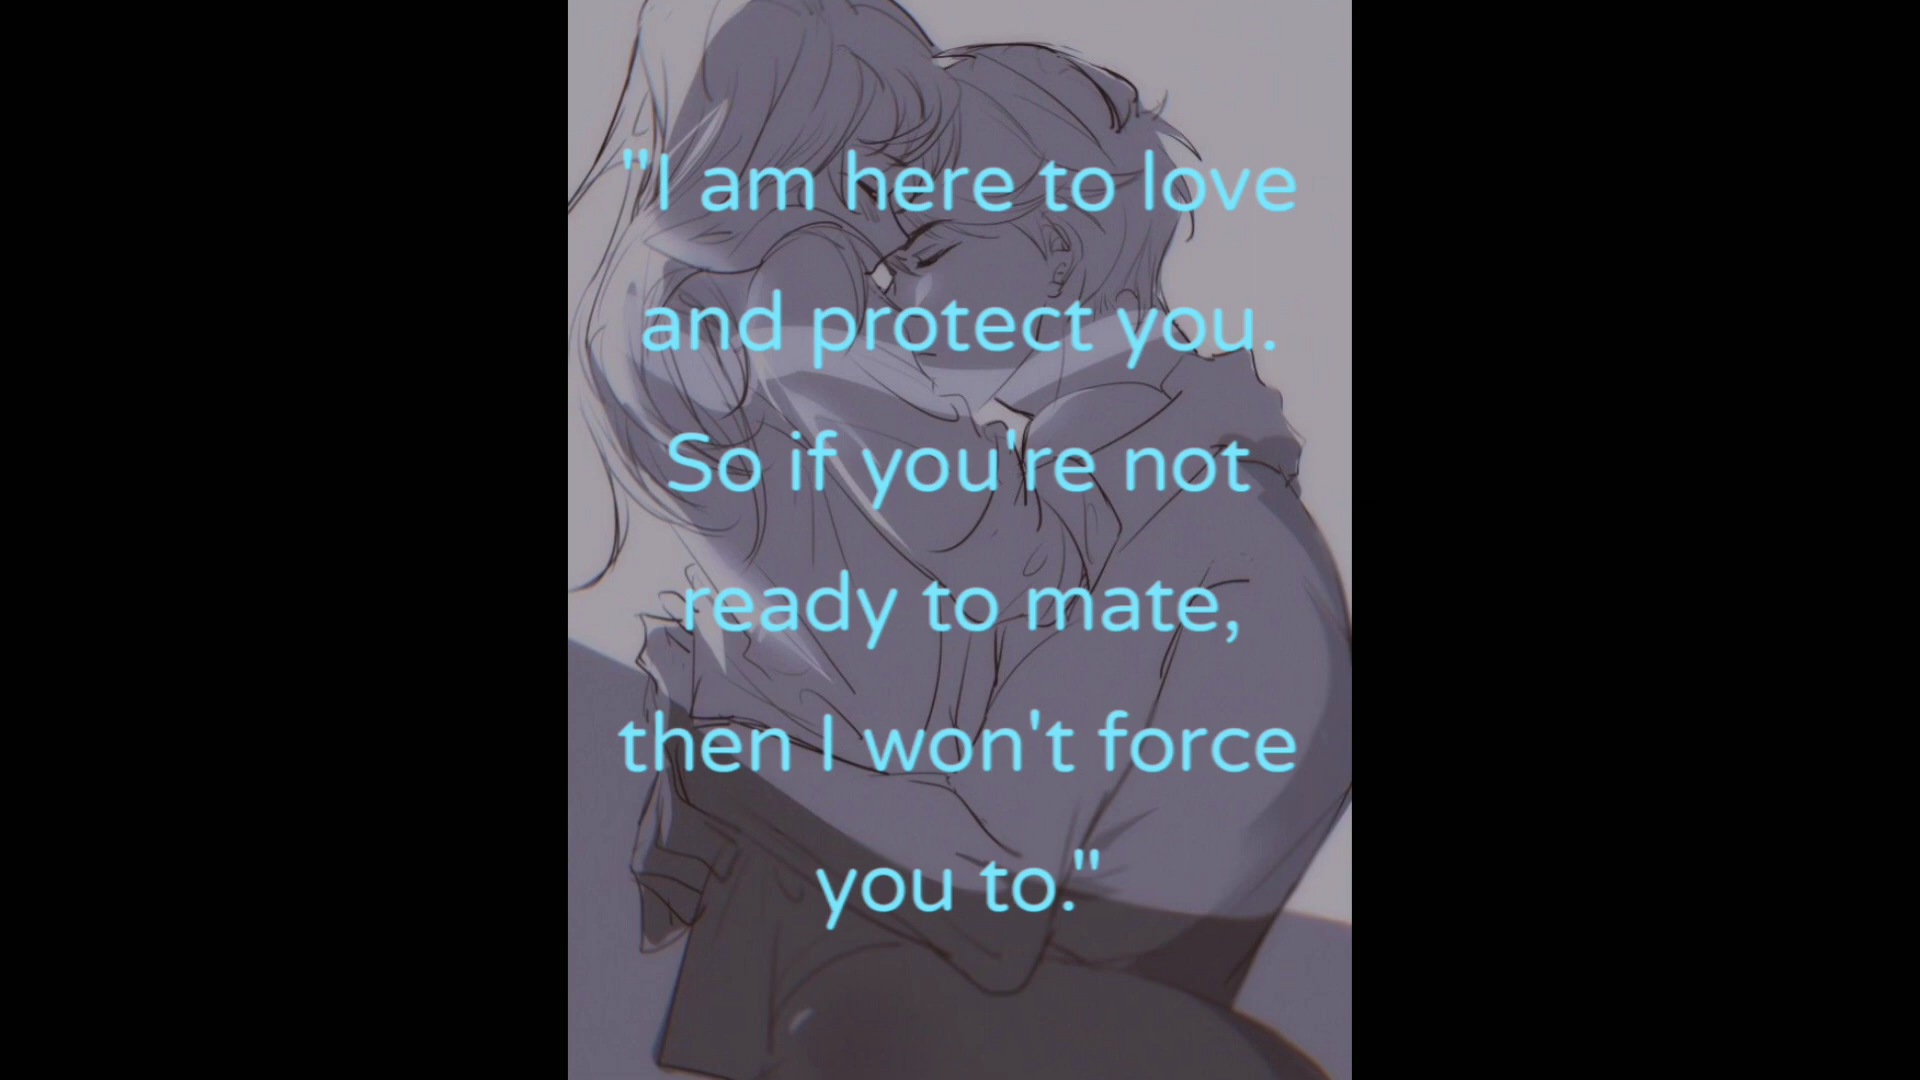 "I am here to love
and protect you.
So if you're not
ready to mate,
then I won't force
you to."